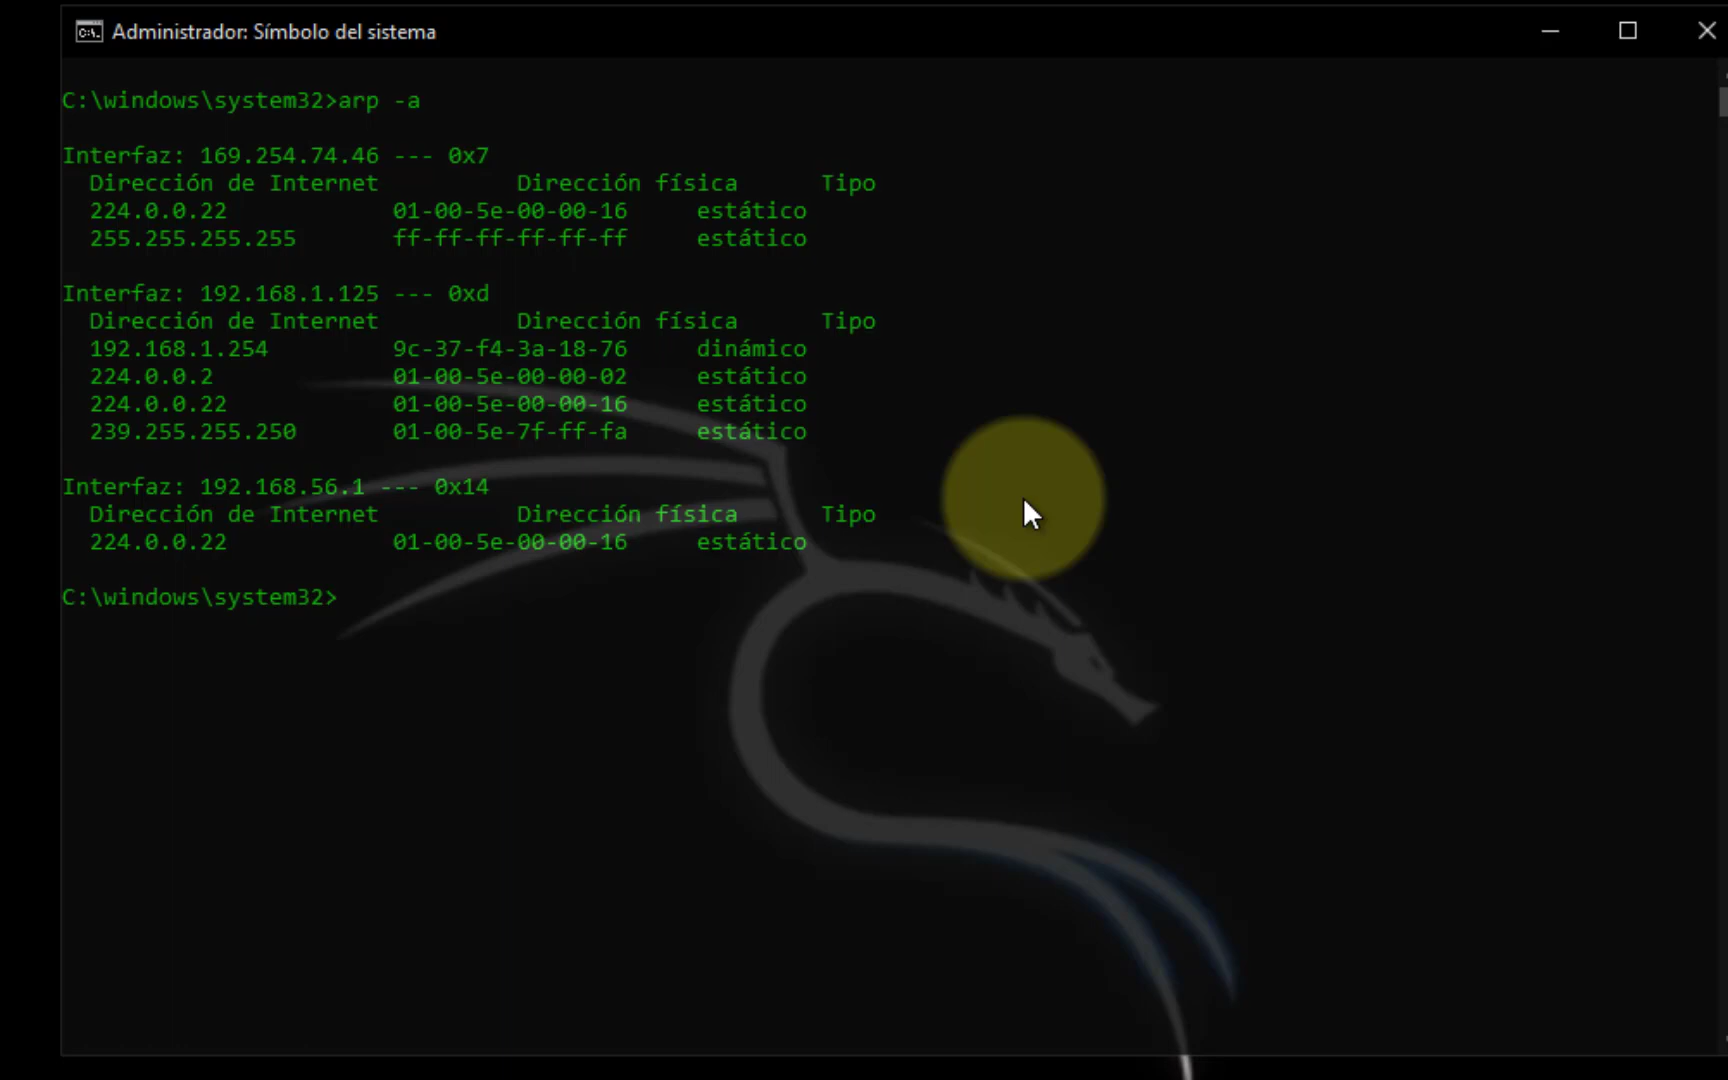 Administrador: Símbolo del sistema
C:\windows\system32>arp -a
Interfaz: 169.254.74.46 --- 0x7
Dirección de Internet Dirección física Tipo
224.0.0.22 01-00-5e-00-00-16 estático
255.255.255.255 ff-ff-ff-ff-ff-ff estático
Interfaz: 192.168.1.125 --- 0xd
Dirección de Internet Dirección física Tipo
192.168.1.254 9c-37-f4-3a-18-76 dinámico
224.0.0.2 01-00-5e-00-00-02 estático
224.0.0.22 01-00-5e-00-00-16 estático
239.255.255.250 01-00-5e-7f-ff-fa estático
Interfaz: 192.168.56.1 --- 0x14
Dirección de Internet Dirección física Tipo
224.0.0.22 01-00-5e-00-00-16 estático
C:\windows\system32>